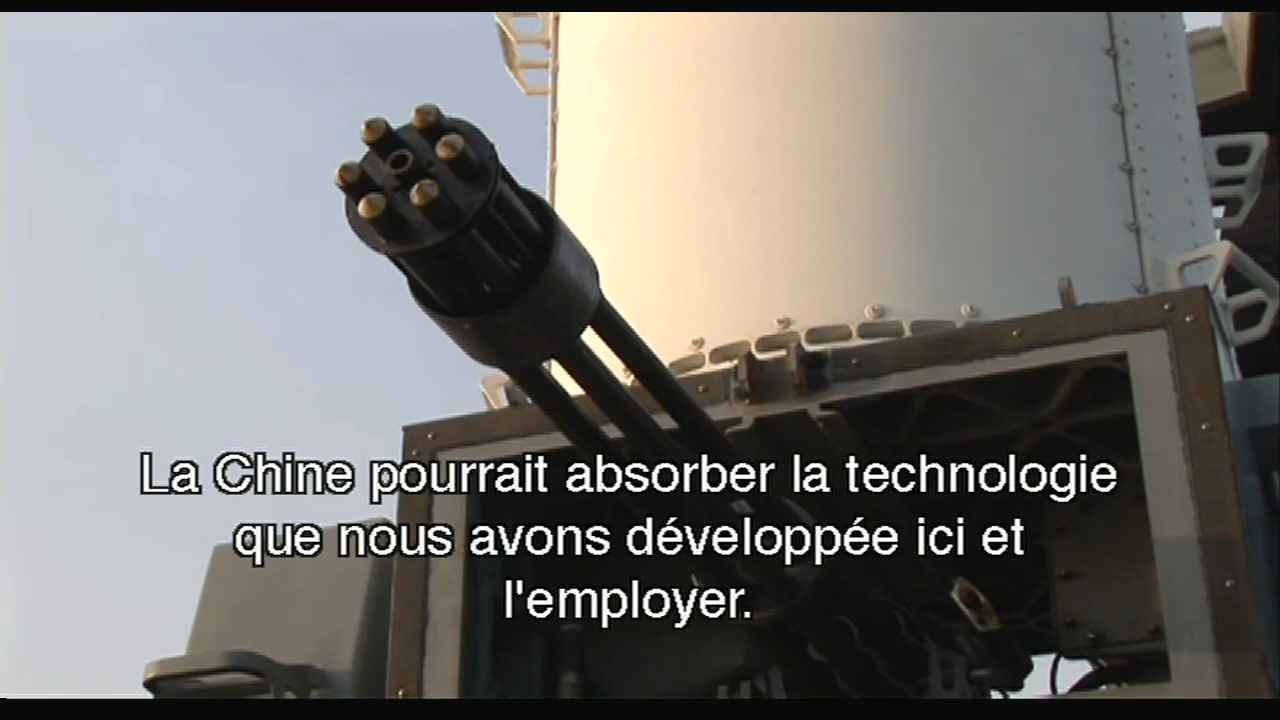 La Chine pourrait absorber la technologie
que nous avons développée ici et
l'employer.